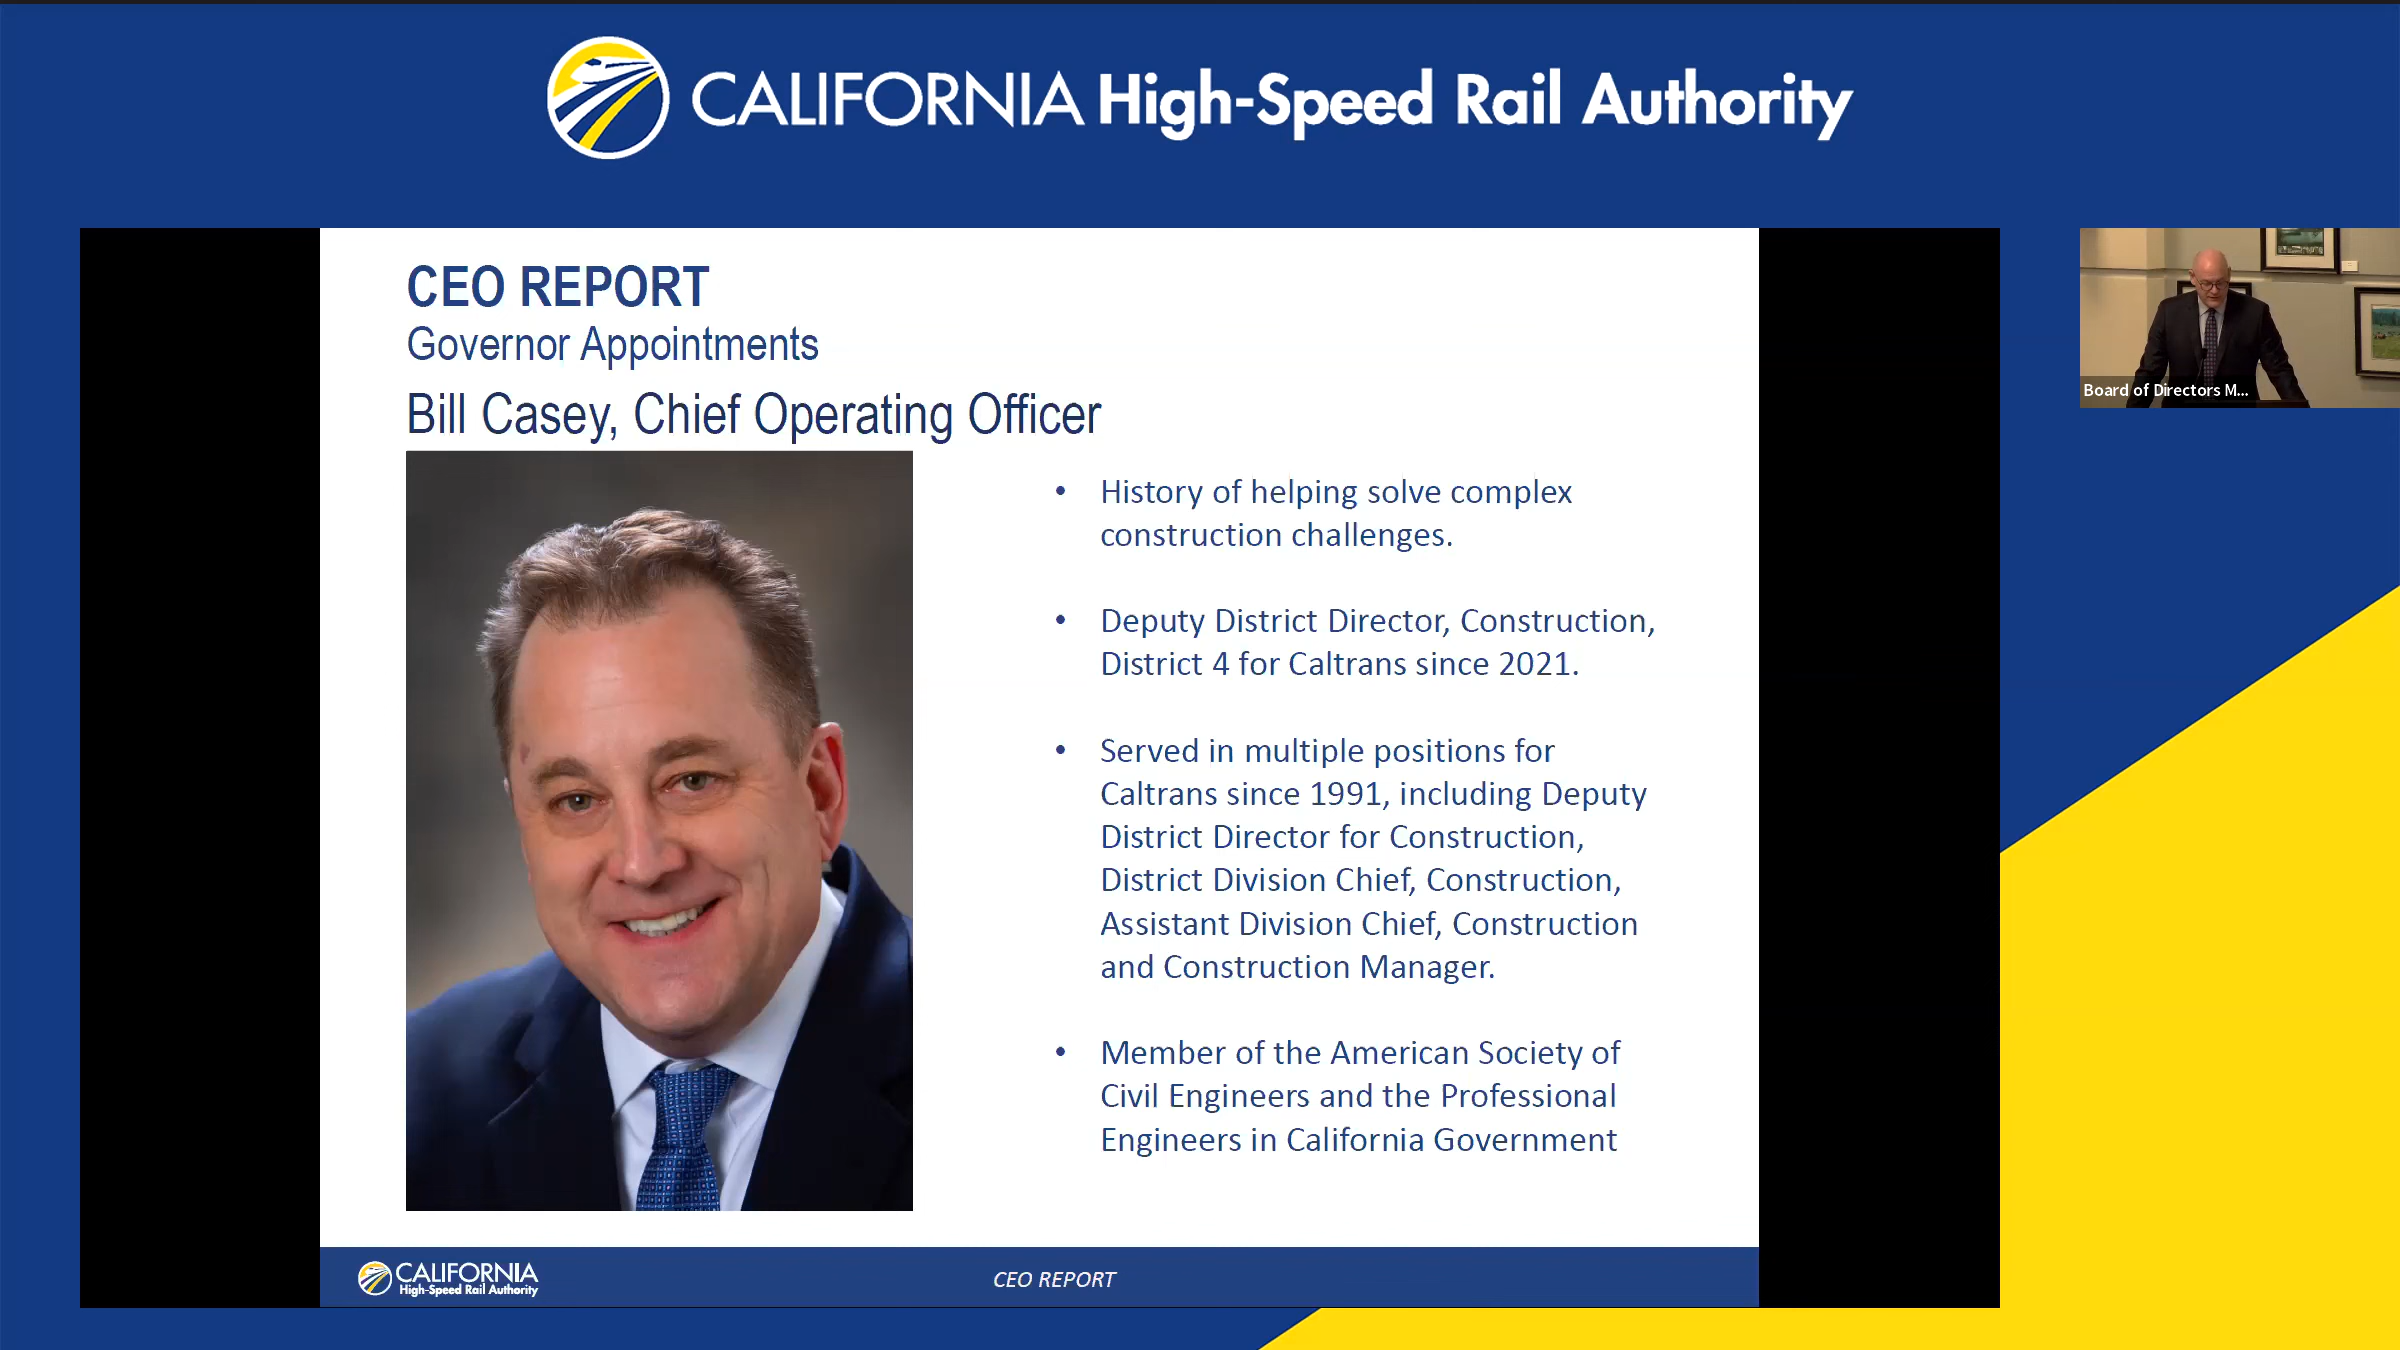 CALIFORNIA High-Speed Rail Authority
CEO REPORT
Governor Appointments
Bill Casey, Chief Operating Officer
• History of helping solve complex
construction challenges.
• Deputy District Director, Construction,
District 4 for Caltrans since 2021.
• Served in multiple positions for
Caltrans since 1991, including Deputy
District Director for Construction,
District Division Chief, Construction,
Assistant Division Chief, Construction
and Construction Manager.
• Member of the American Society of
Civil Engineers and the Professional
Engineers in California Government
CALIFORNIA
High-Speed Rail Authority
CEO REPORT
Board of Directors M...